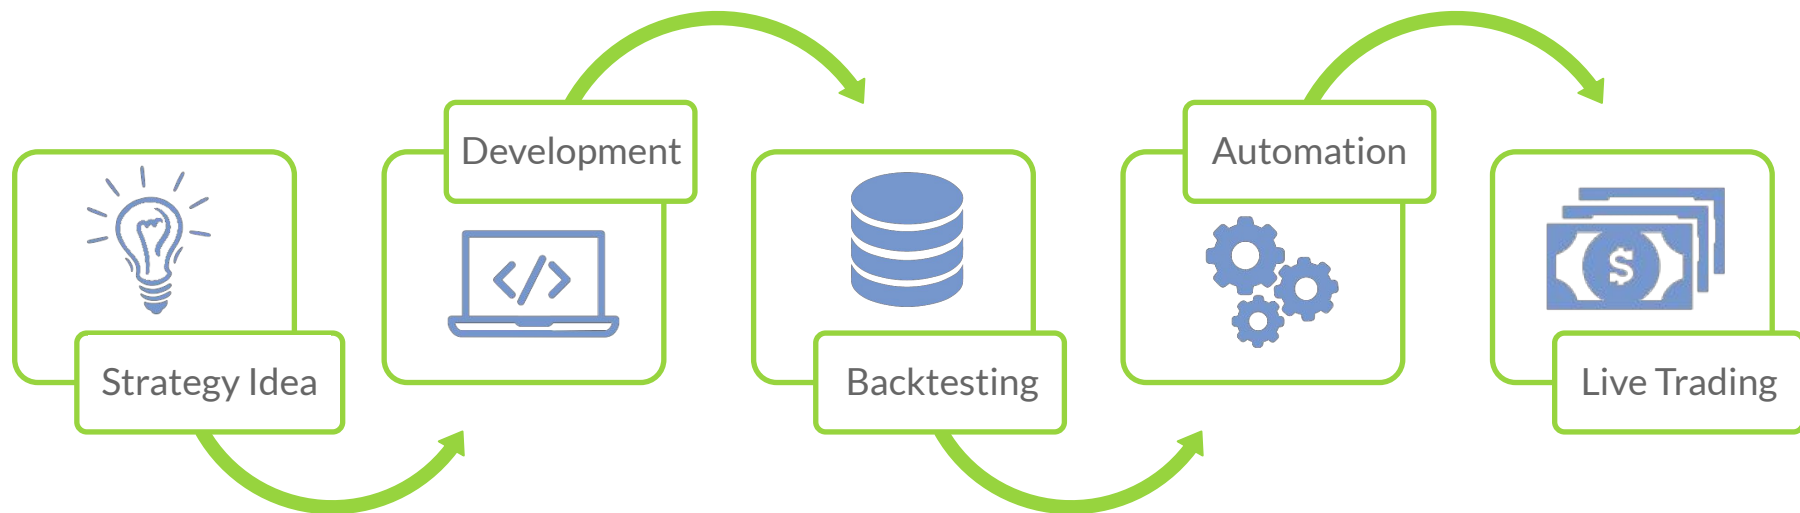 Strategy Idea
Development
Backtesting
Automation
Live Trading
$